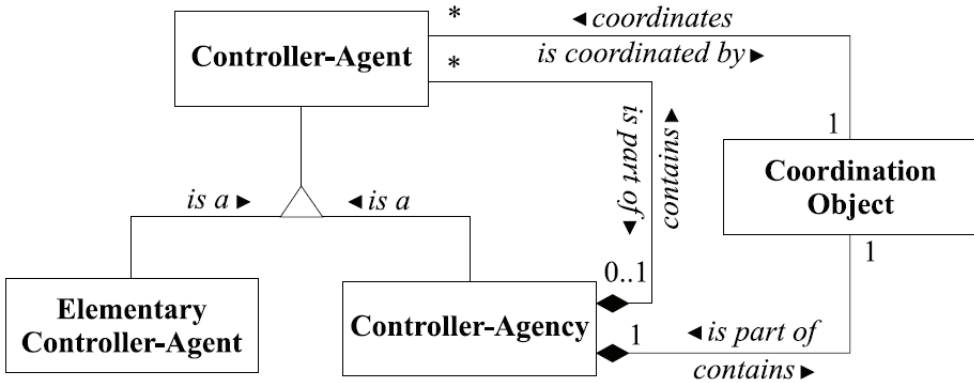 *
◄ coordinates
Controller-Agent
*
is coordinated by ►
is part of ►
contains ►
1
Coordination
Object
is a ►
◄ is a
1
0..1
Elementary
Controller-Agent
Controller-Agency
1
◄ is part of
contains ►